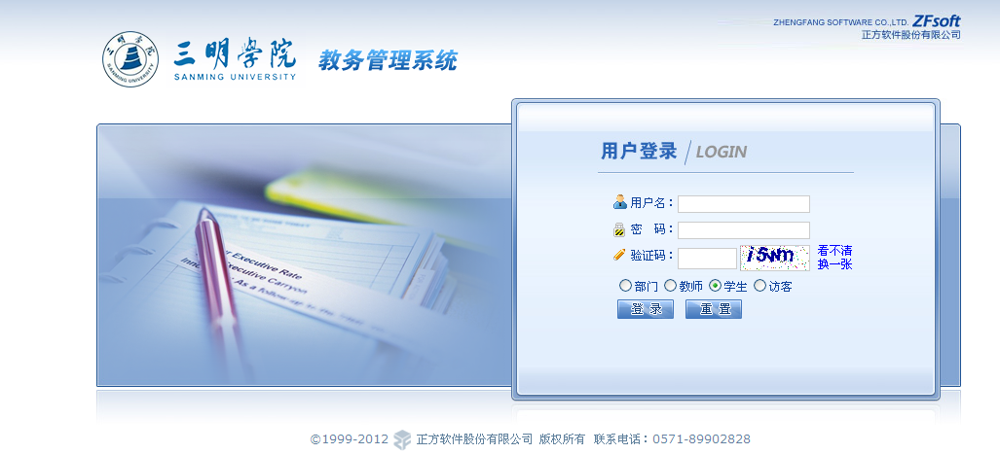 ZHENGFANG SOFTWARE CO.,LTD. ZFsoft
正方软件股份有限公司
三明学院
SANMING UNIVERSITY
教务管理系统
用户登录 / LOGIN
用户名：
密 码：
验证码：
iSwm
看不清
换一张
部门 教师 学生 访客
登 录 重 置
Executive Rate
Executive Carryon
As a follow-up to the
©1999-2012 正方软件股份有限公司 版权所有 联系电话：0571-89902828